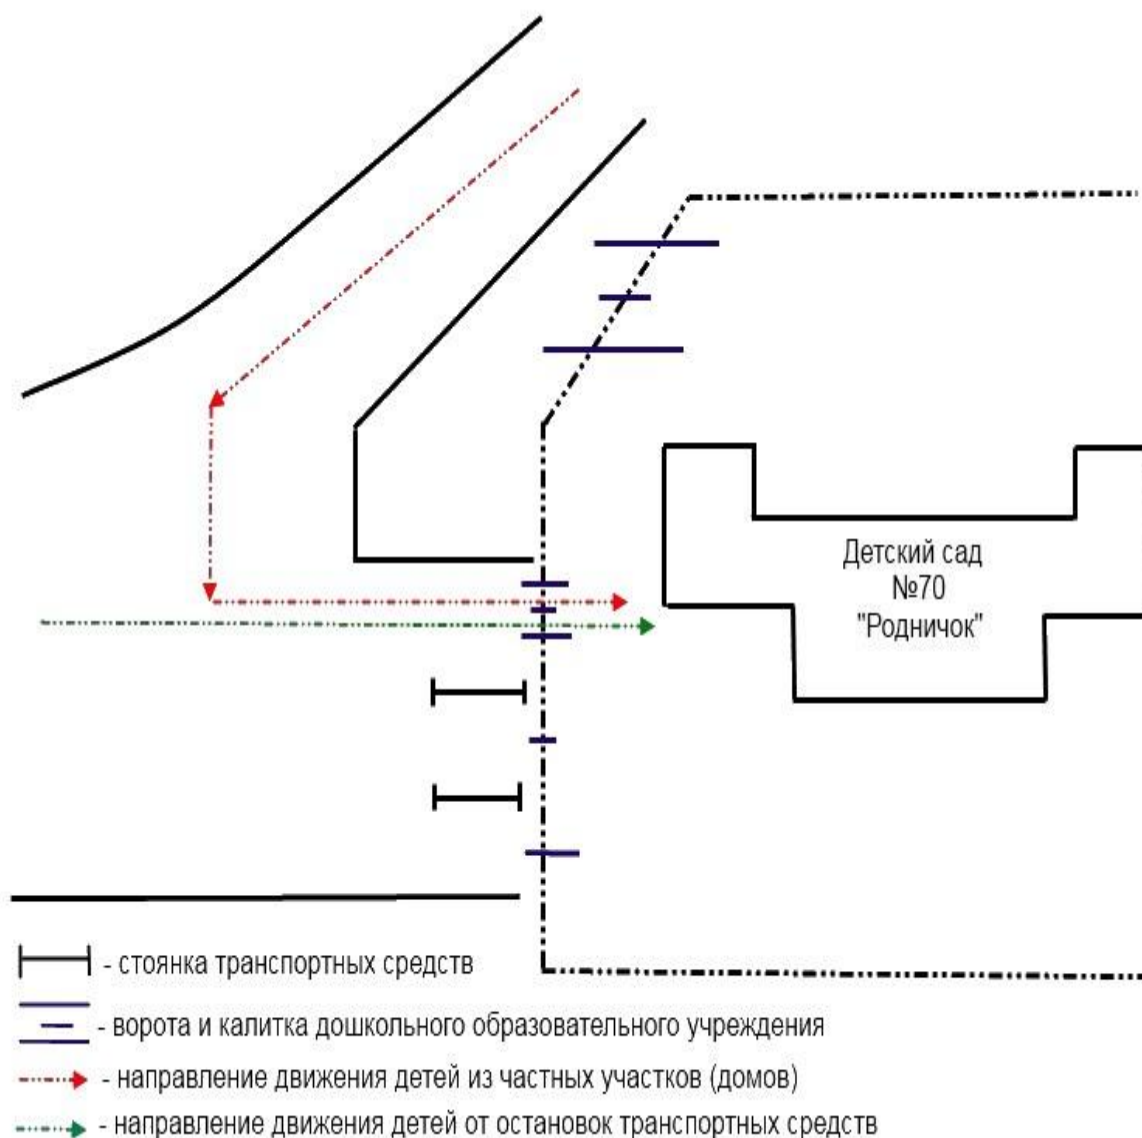 Детский сад
№70
"Родничок"
- стоянка транспортных средств
- ворота и калитка дошкольного образовательного учреждения
- направление движения детей из частных участков (домов)
- направление движения детей от остановок транспортных средств